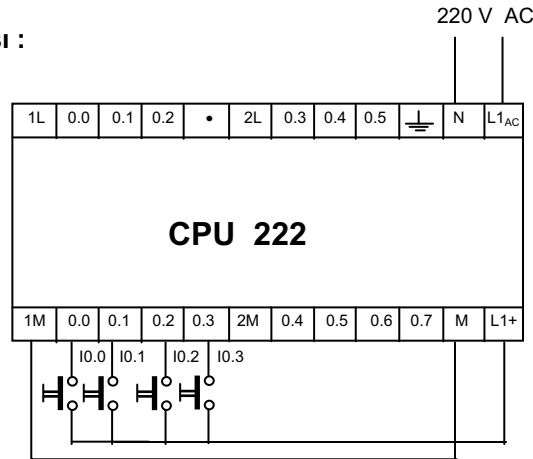 220 V AC
sı :
1L 0.0 0.1 0.2 • 2L 0.3 0.4 0.5 N L1AC
CPU 222
1M 0.0 0.1 0.2 0.3 2M 0.4 0.5 0.6 0.7 M L1+
I0.0 I0.1 I0.2 I0.3